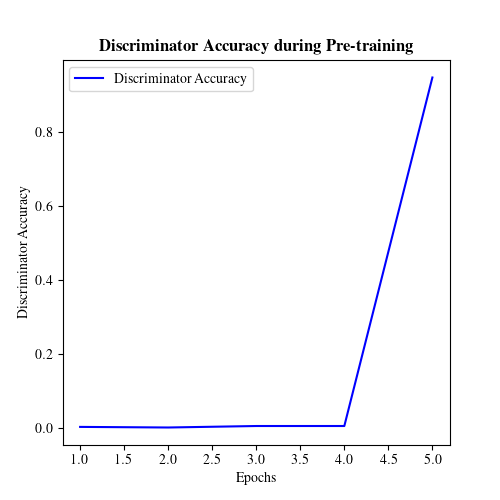 Discriminator Accuracy during Pre-training
Discriminator Accuracy
Discriminator Accuracy
0.8
0.6
0.4
0.2
0.0
1.0 1.5 2.0 2.5 3.0 3.5 4.0 4.5 5.0
Epochs